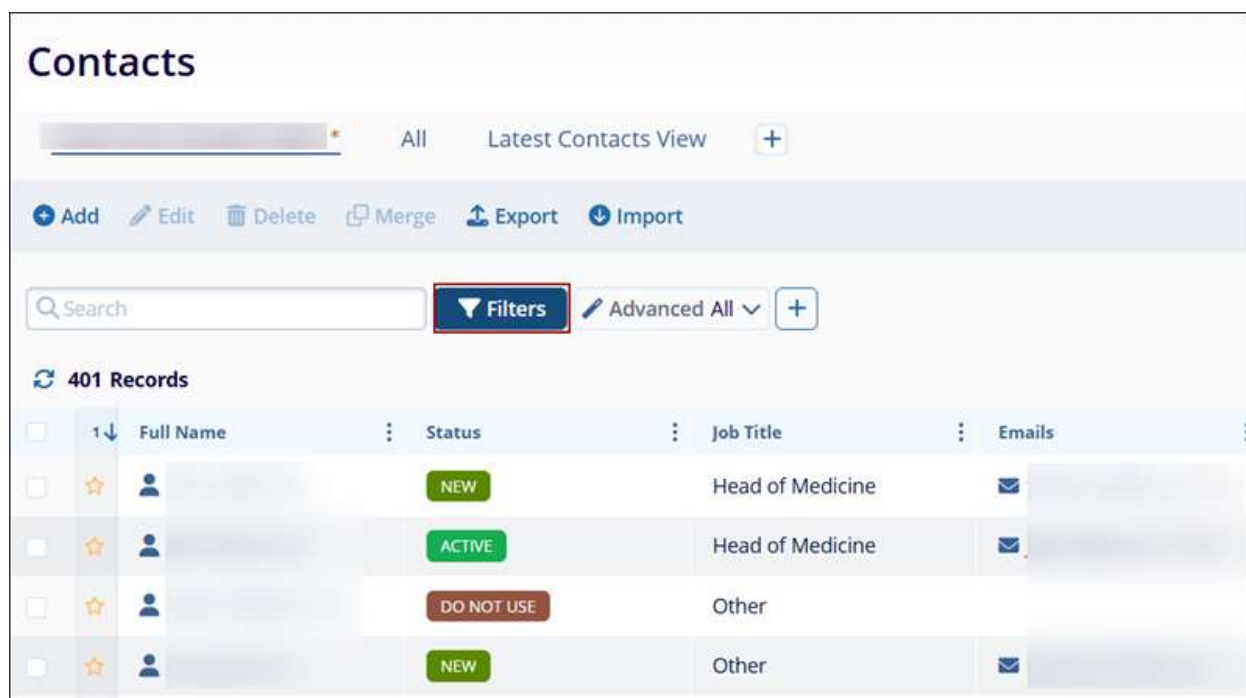 Contacts
* All Latest Contacts View +
Add Edit Delete Merge Export Import
Search Filters Advanced All +
401 Records
1 Full Name Status Job Title Emails
NEW Head of Medicine
ACTIVE Head of Medicine
DO NOT USE Other
NEW Other